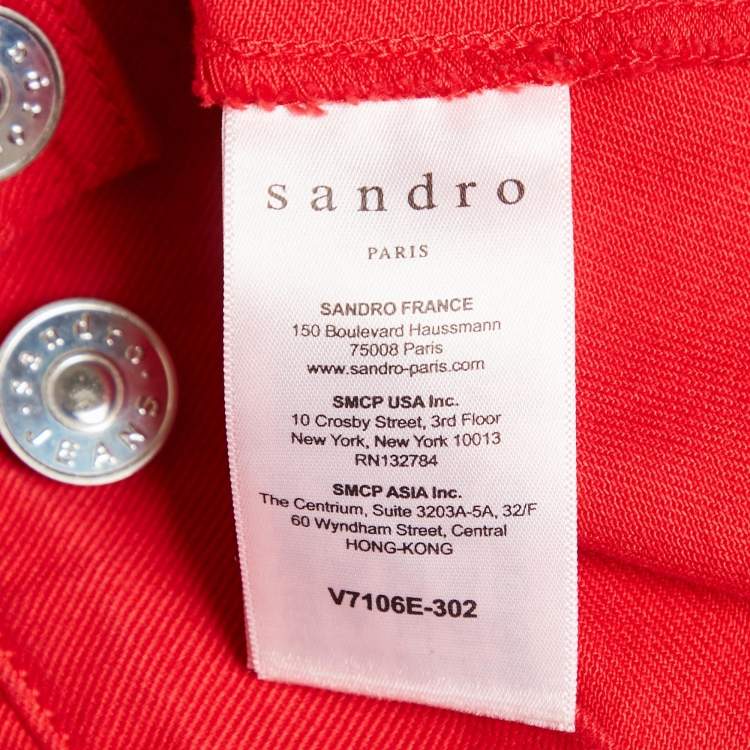 sandro
PARIS
SANDRO FRANCE
150 Boulevard Haussmann
75008 Paris
www.sandro-paris.com
SMCP USA Inc.
10 Crosby Street, 3rd Floor
New York, New York 10013
RN132784
SMCP ASIA Inc.
The Centrium, Suite 3203A-5A, 32/F
60 Wyndham Street, Central
HONG-KONG
V7106E-302
sandro.
JEANS